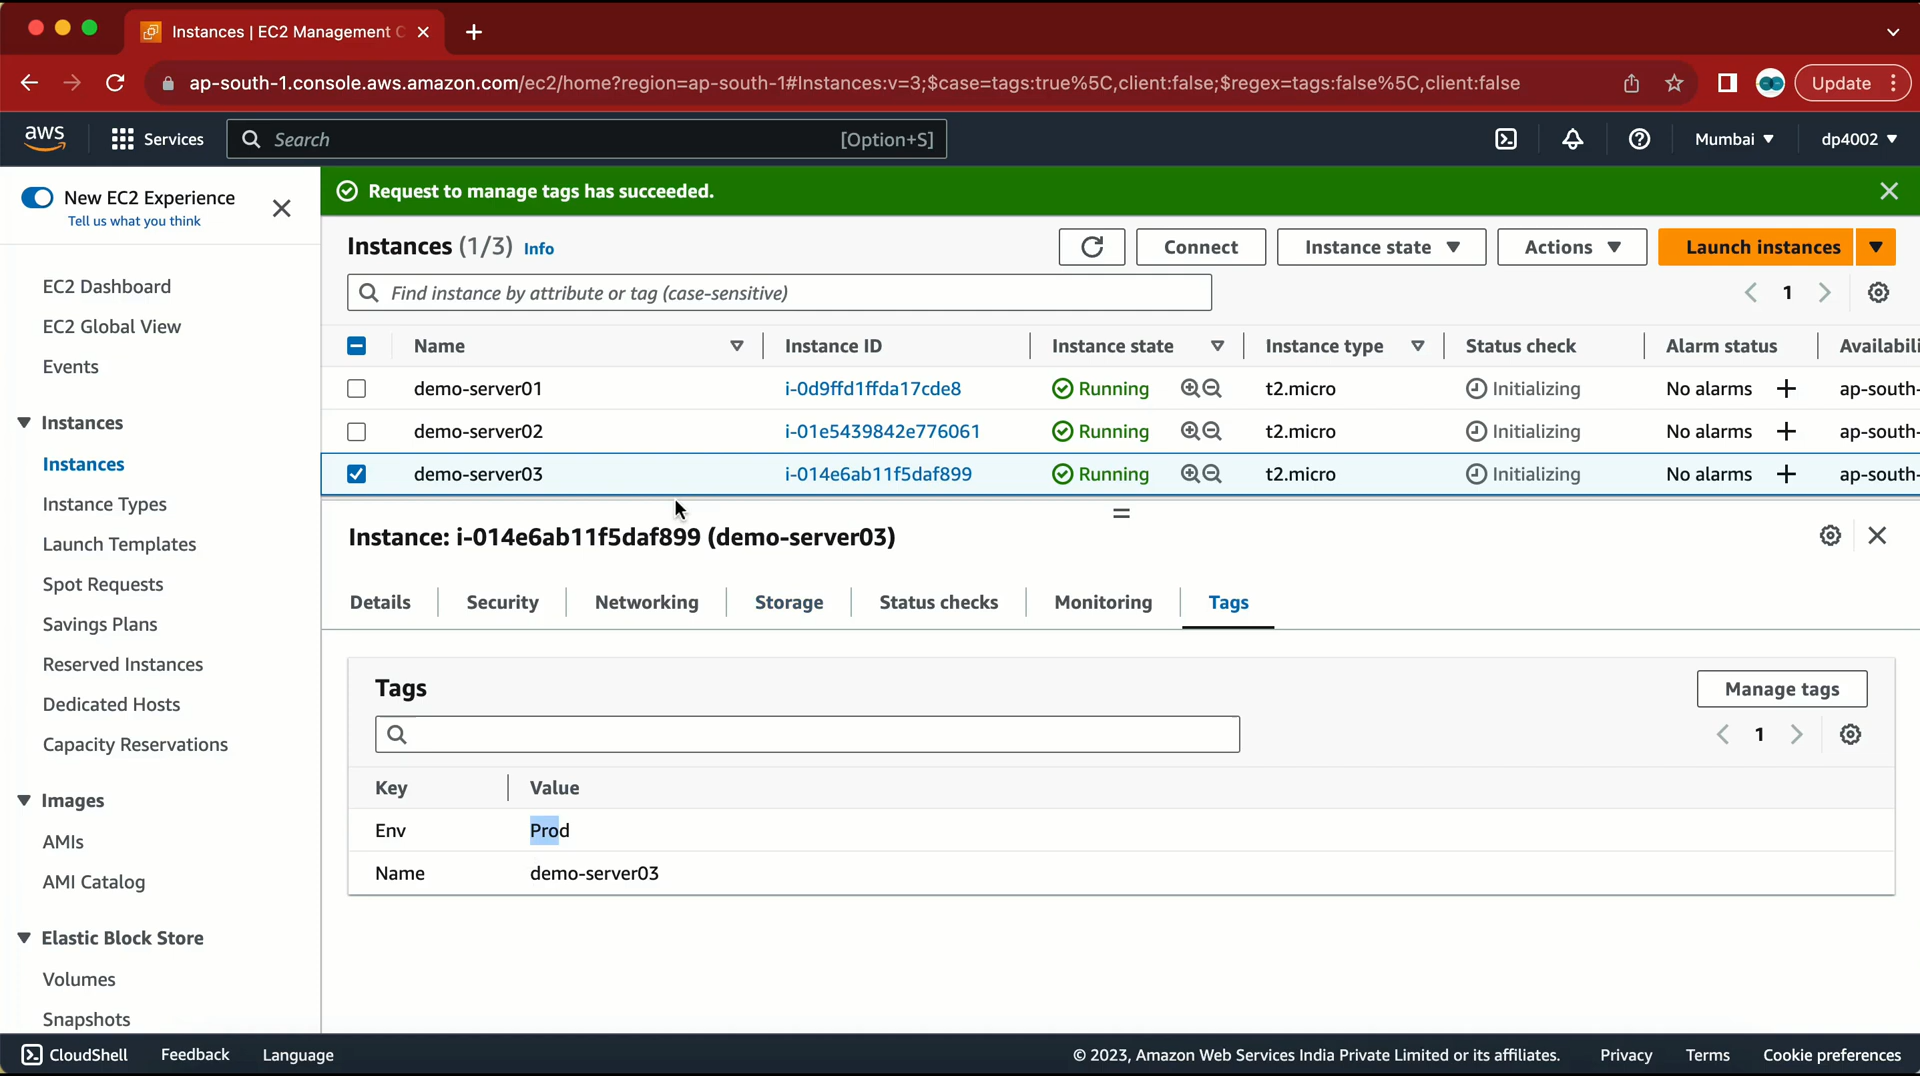 Instances | EC2 Management C
ap-south-1.console.aws.amazon.com/ec2/home?region=ap-south-1#Instances:v=3;$case=tags:true%5C,client:false;$regex=tags:false%5C,client:false
Update
aws
Services
Search
[Option+S]
Mumbai
dp4002
New EC2 Experience
Tell us what you think
EC2 Dashboard
EC2 Global View
Events
Instances
Instances
Instance Types
Launch Templates
Spot Requests
Savings Plans
Reserved Instances
Dedicated Hosts
Capacity Reservations
Images
AMIs
AMI Catalog
Elastic Block Store
Volumes
Snapshots
Request to manage tags has succeeded.
Instances (1/3) Info
Connect
Instance state
Actions
Launch instances
Find instance by attribute or tag (case-sensitive)
1
Name Instance ID Instance state Instance type Status check Alarm status Availabili
demo-server01 i-0d9ffd1ffda17cde8 Running t2.micro Initializing No alarms ap-south-
demo-server02 i-01e5439842e776061 Running t2.micro Initializing No alarms ap-south-
demo-server03 i-014e6ab11f5daf899 Running t2.micro Initializing No alarms ap-south-
Instance: i-014e6ab11f5daf899 (demo-server03)
Details Security Networking Storage Status checks Monitoring Tags
Tags
Manage tags
1
Key Value
Env Prod
Name demo-server03
CloudShell Feedback Language © 2023, Amazon Web Services India Private Limited or its affiliates. Privacy Terms Cookie preferences